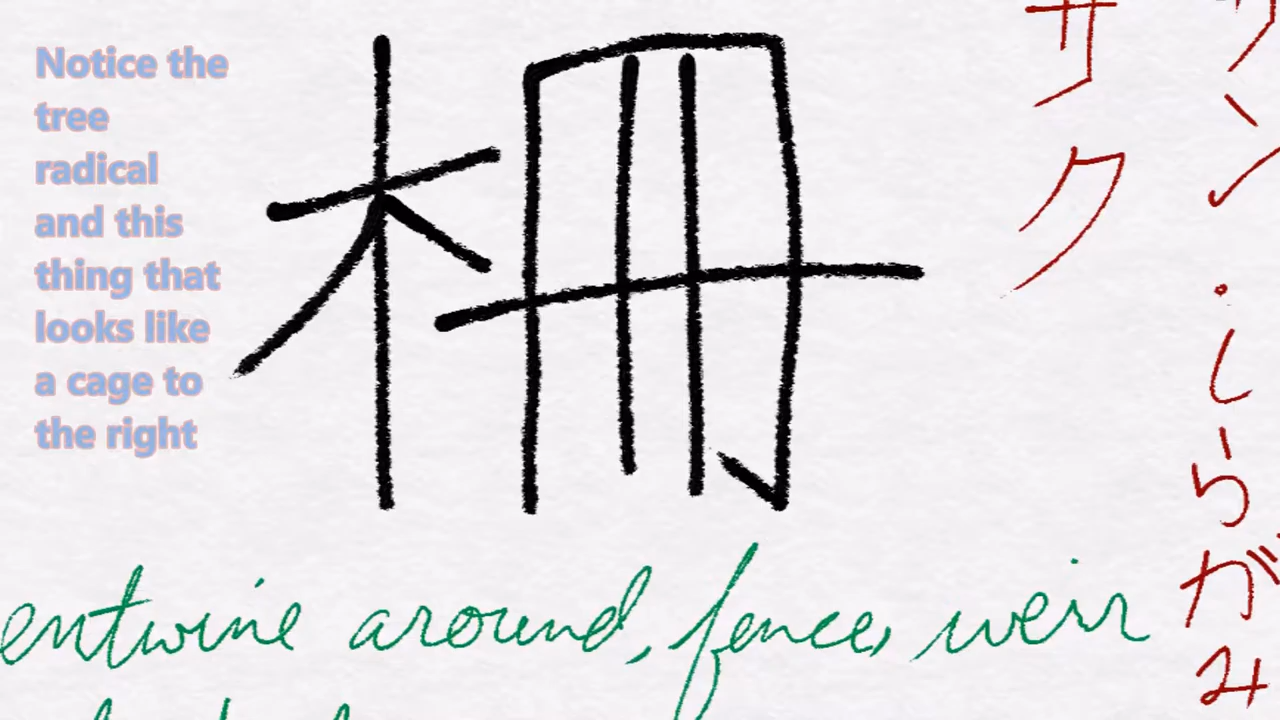 Notice the
tree
radical
and this
thing that
looks like
a cage to
the right
柵
サク
ン・しらがみ
entwine around, fence, weir